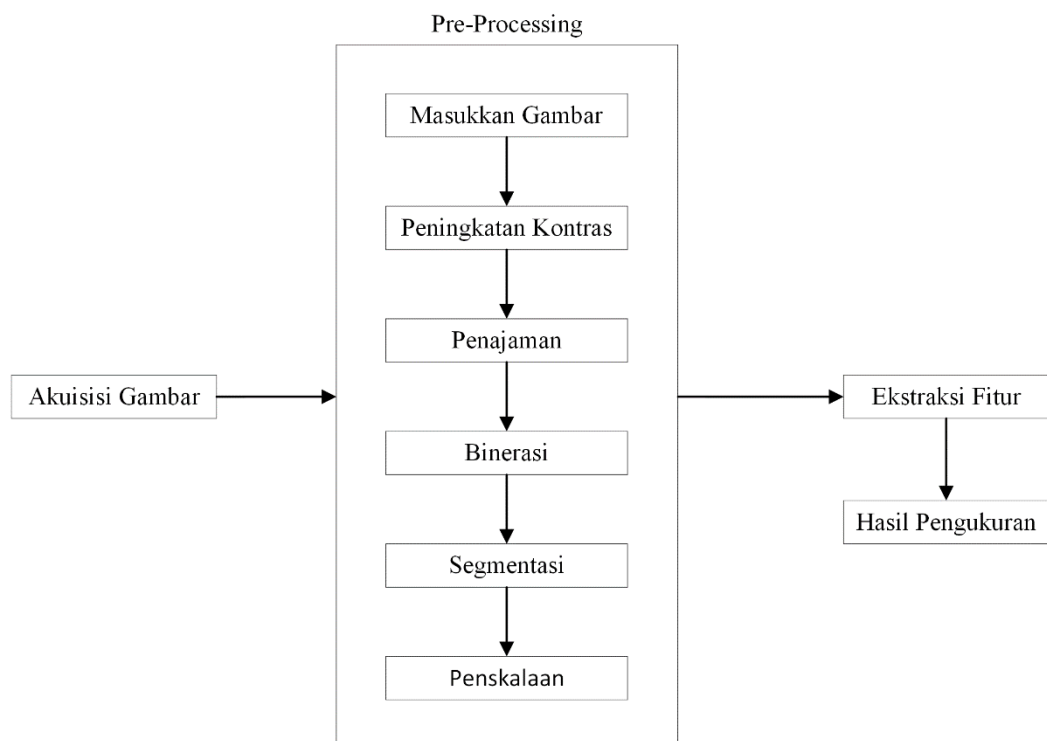 Pre-Processing
Masukkan Gambar
Peningkatan Kontras
Penajaman
Akuisisi Gambar
Ekstraksi Fitur
Binerasi
Hasil Pengukuran
Segmentasi
Penskalaan